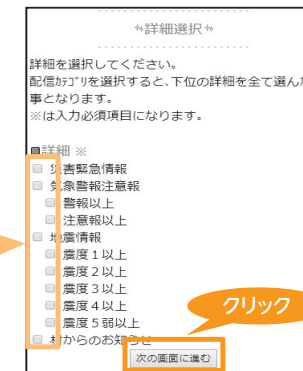 詳細選択
詳細を選択してください。
配信ｶﾃｺﾞﾘを選択すると、下位の詳細を全て選んだ
事となります。
※は入力必須項目になります。
■詳細 ※
災害緊急情報
気象警報注意報
警報以上
注意報以上
地震情報
震度１以上
震度２以上
震度３以上
震度４以上
震度５弱以上
村からのお知らせ
クリック
次の画面に進む